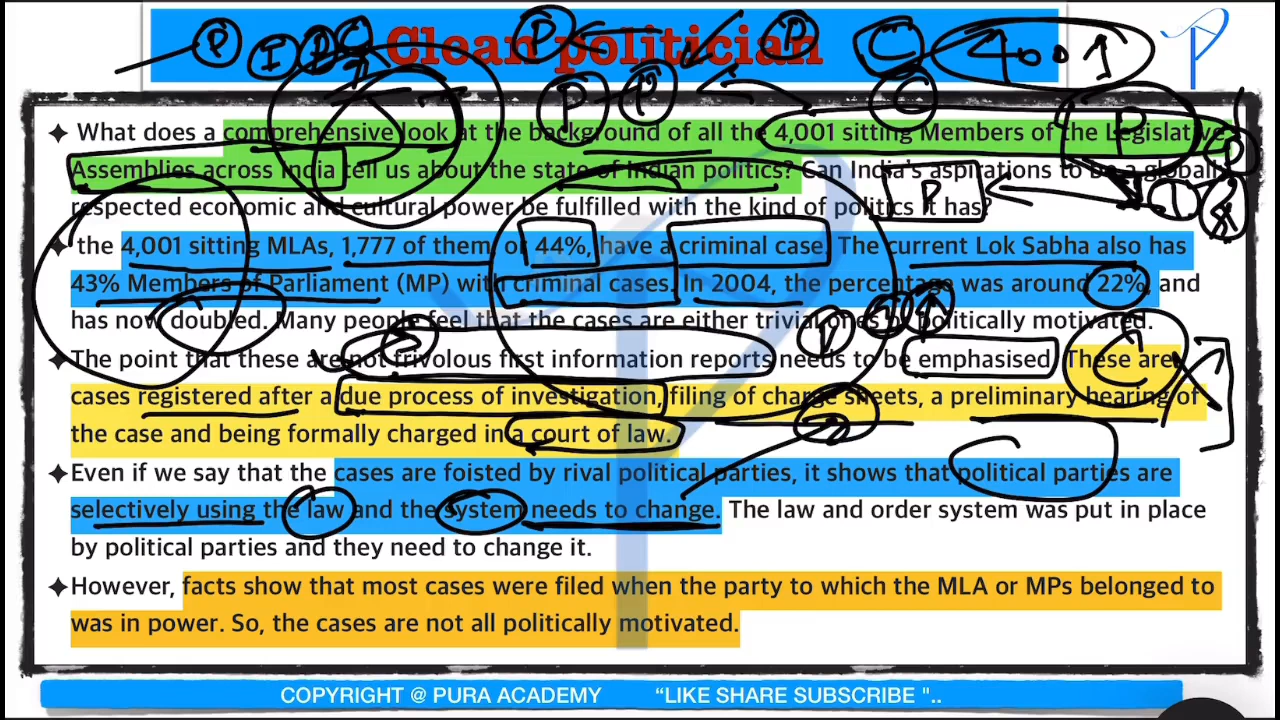 Clean politician
P I P C P P C 4001
P P C P P
✦ What does a comprehensive look at the background of all the 4,001 sitting Members of the Legislative
Assemblies across India tell us about the state of Indian politics? Can India's aspirations to be a globally
respected economic and cultural power be fulfilled with the kind of politics it has?
✦ the 4,001 sitting MLAs, 1,777 of them, or 44%, have a criminal case. The current Lok Sabha also has
43% Members of Parliament (MP) with criminal cases. In 2004, the percentage was around 22%, and
has now doubled. Many people feel that the cases are either trivial ones or politically motivated.
✦ The point that these are not frivolous first information reports needs to be emphasised. These are
cases registered after a due process of investigation, filing of charge sheets, a preliminary hearing of
the case and being formally charged in a court of law.
✦ Even if we say that the cases are foisted by rival political parties, it shows that political parties are
selectively using the law and the system needs to change. The law and order system was put in place
by political parties and they need to change it.
✦ However, facts show that most cases were filed when the party to which the MLA or MPs belonged to
was in power. So, the cases are not all politically motivated.
COPYRIGHT @ PURA ACADEMY "LIKE SHARE SUBSCRIBE "..